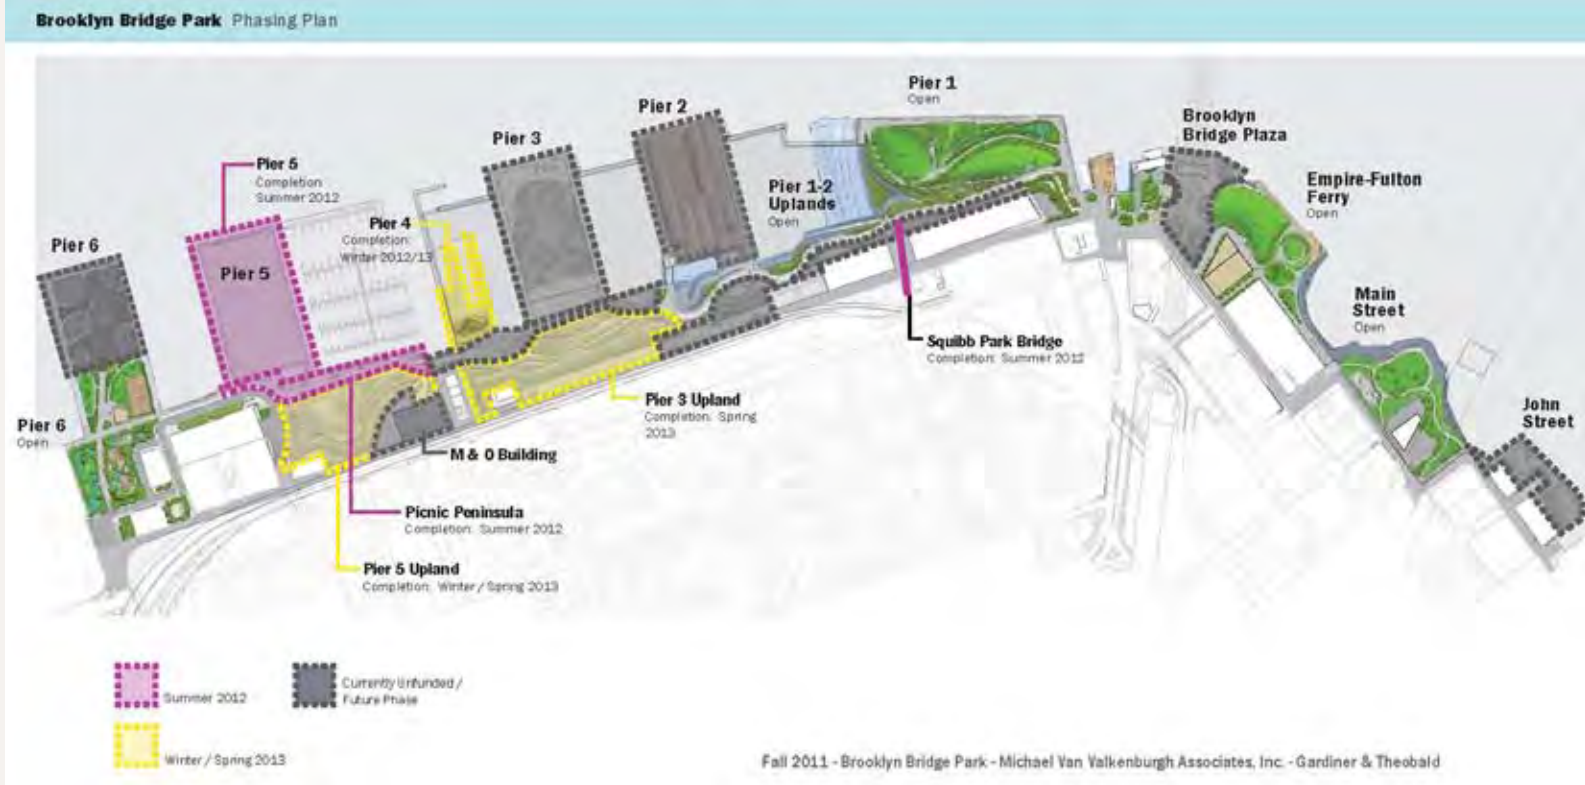 Brooklyn Bridge Park Phasing Plan
Pier 1
Open
Pier 2
Brooklyn
Bridge Plaza
Pier 3
Pier 5
Completion
Summer 2012
Pier 1-2
Uplands
Open
Empire-Fulton
Ferry
Open
Pier 4
Completion:
Winter 2012/13
Pier 6
Pier 5
Main
Street
Open
Squibb Park Bridge
Completion: Summer 2012
Pier 3 Upland
Completion: Spring
2013
John
Street
Pier 6
Open
M & O Building
Picnic Peninsula
Completion: Summer 2012
Pier 5 Upland
Completion: Winter / Spring 2013
Summer 2012
Currently Unfunded /
Future Phase
Winter / Spring 2013
Fall 2011 - Brooklyn Bridge Park - Michael Van Valkenburgh Associates, Inc. - Gardiner & Theobald